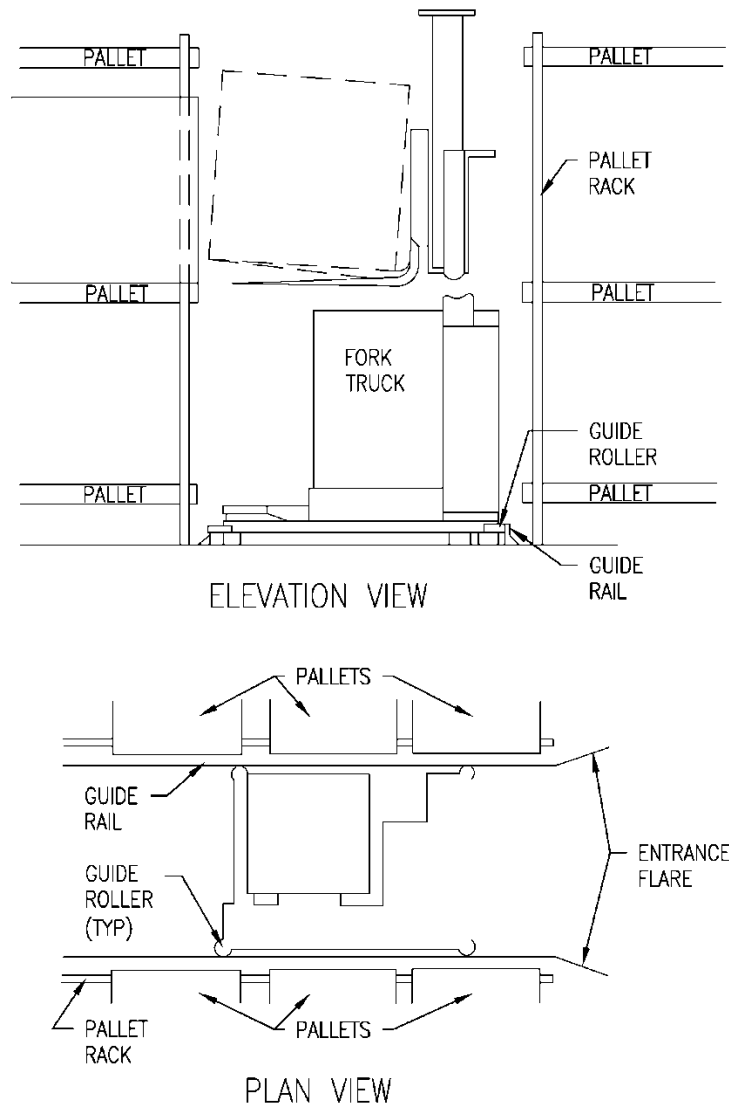 PALLET
PALLET
PALLET
RACK
PALLET
PALLET
FORK
TRUCK
GUIDE
ROLLER
PALLET
PALLET
GUIDE
RAIL
ELEVATION VIEW
PALLETS
GUIDE
RAIL
ENTRANCE
FLARE
GUIDE
ROLLER
(TYP)
PALLET
RACK
PALLETS
PLAN VIEW